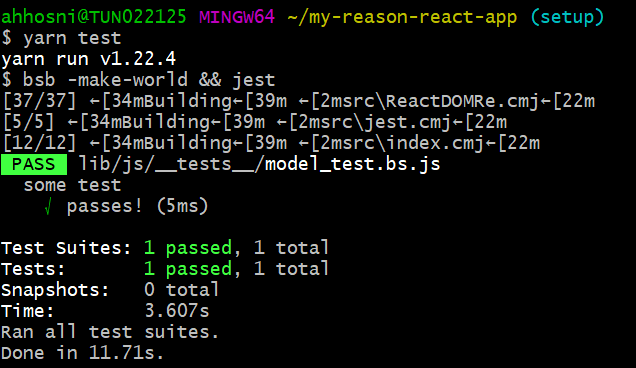 ahhosni@TUN022125 MINGW64 ~/my-reason-react-app (setup)
$ yarn test
yarn run v1.22.4
$ bsb -make-world && jest
[37/37] ←[34mBuilding←[39m ←[2msrc\ReactDOMRe.cmj←[22m
[5/5] ←[34mBuilding←[39m ←[2msrc\jest.cmj←[22m
[12/12] ←[34mBuilding←[39m ←[2msrc\index.cmj←[22m
PASS lib/js/__tests__/model_test.bs.js
some test
√ passes! (5ms)
Test Suites: 1 passed, 1 total
Tests: 1 passed, 1 total
Snapshots: 0 total
Time: 3.607s
Ran all test suites.
Done in 11.71s.